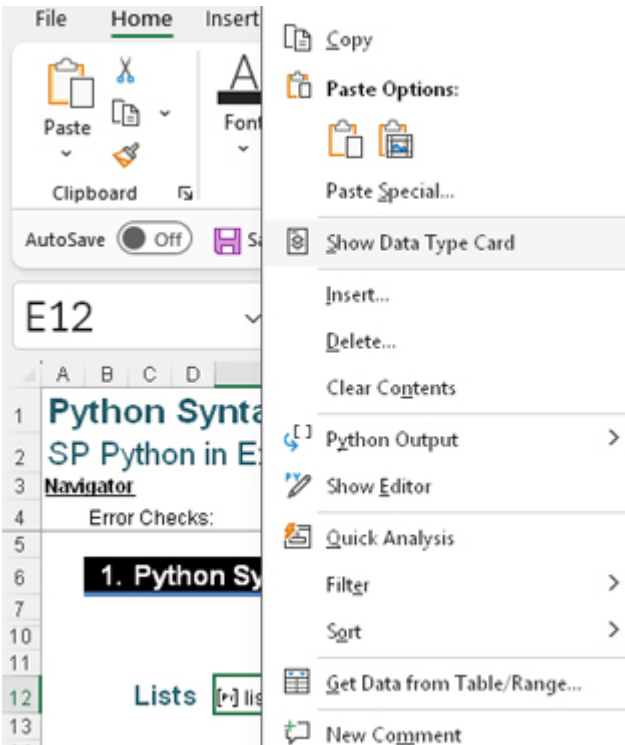 File Home Insert
Paste
Font
Clipboard
AutoSave Off
E12
A B C D
1 Python Synta
2 SP Python in E
3 Navigator
4 Error Checks:
5
6 1. Python Sy
7
10
11
12 Lists lis
13
Copy
Paste Options:
Paste Special...
Show Data Type Card
Insert...
Delete...
Clear Contents
Python Output
Show Editor
Quick Analysis
Filter
Sort
Get Data from Table/Range...
New Comment